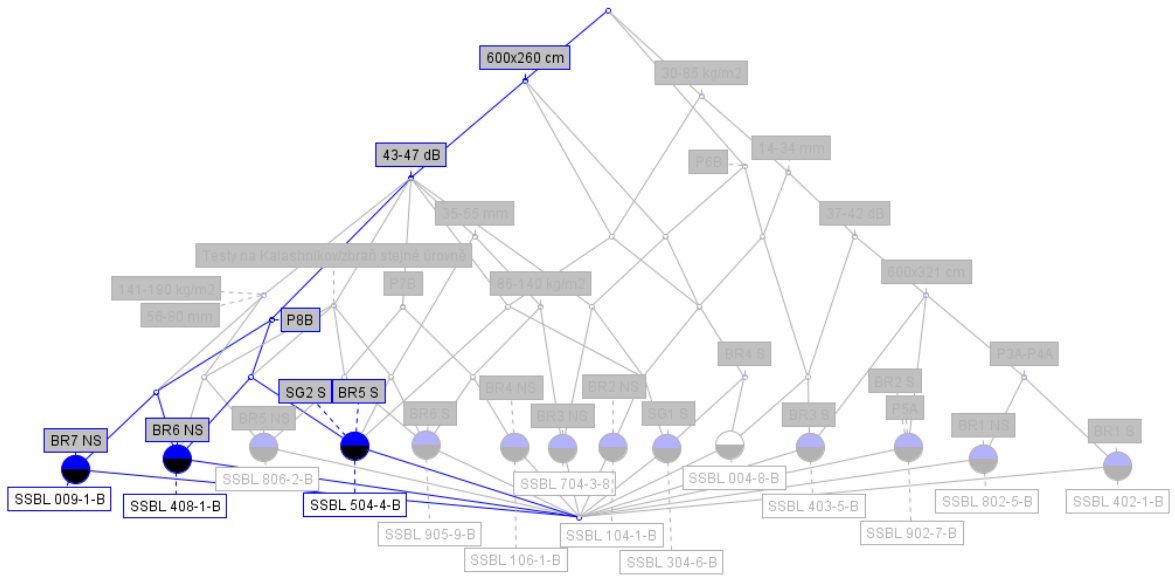 600x260 cm
30-85 kg/m2
43-47 dB
P6B
14-34 mm
35-55 mm
37-42 dB
Testy na Kalashnikov/zbraň stejné úrovně
600x321 cm
141-190 kg/m2
P7B
86-140 kg/m2
56-80 mm
P8B
BR4 S
P3A-P4A
SG2 S
BR5 S
BR4 NS
BR2 NS
BR2 S
BR7 NS
BR6 NS
BR5 NS
BR6 S
BR3 NS
SG1 S
BR3 S
P5A
BR1 NS
BR1 S
SSBL 009-1-B
SSBL 408-1-B
SSBL 806-2-B
SSBL 504-4-B
SSBL 704-3-8
SSBL 004-8-B
SSBL 403-5-B
SSBL 802-5-B
SSBL 402-1-B
SSBL 905-9-B
SSBL 104-1-B
SSBL 902-7-B
SSBL 106-1-B
SSBL 304-6-B